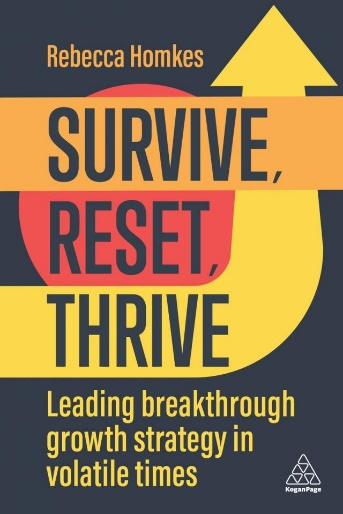 Rebecca Homkes
SURVIVE,
RESET,
THRIVE
Leading breakthrough
growth strategy in
volatile times
KoganPage